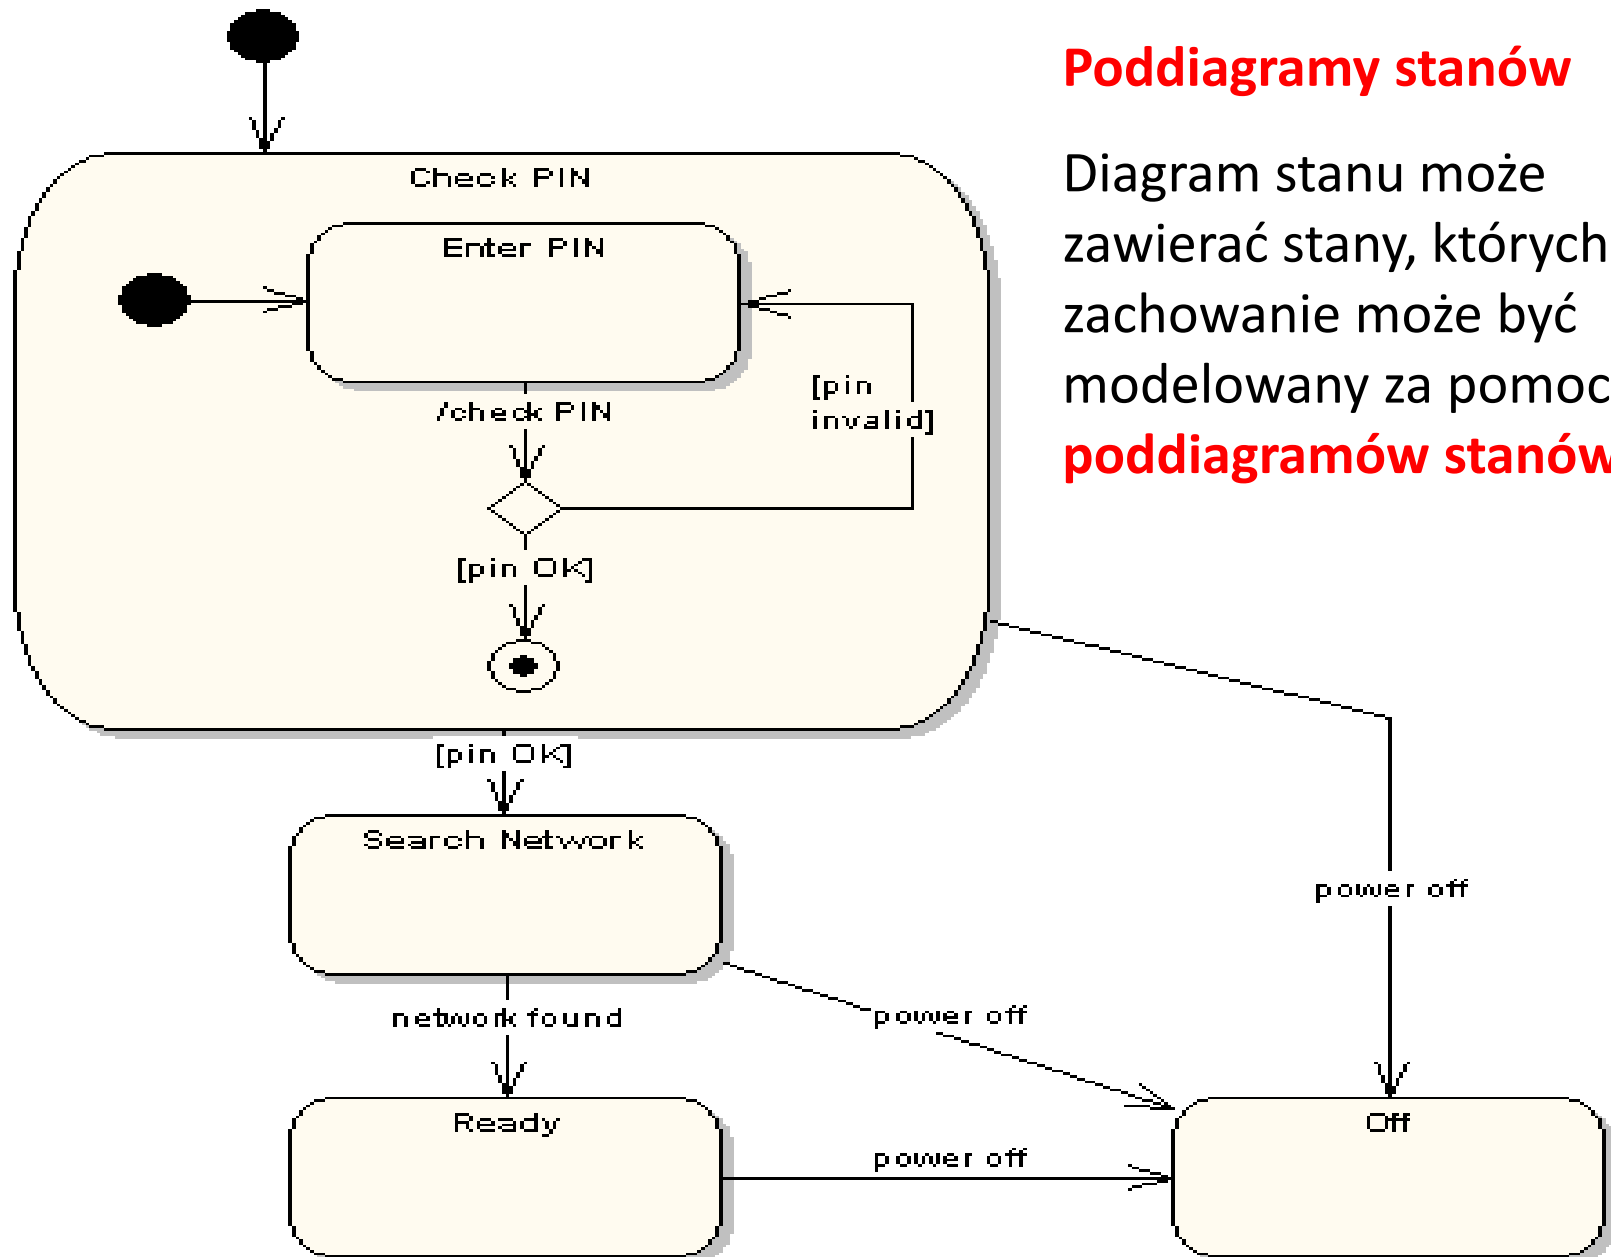 Poddiagramy stanów
Diagram stanu może
zawierać stany, których
zachowanie może być
modelowany za pomoc
poddiagramów stanów
Check PIN
Enter PIN
/check PIN
[pin
invalid]
[pin OK]
[pin OK]
Search Network
power off
network found
power off
Ready
Off
power off